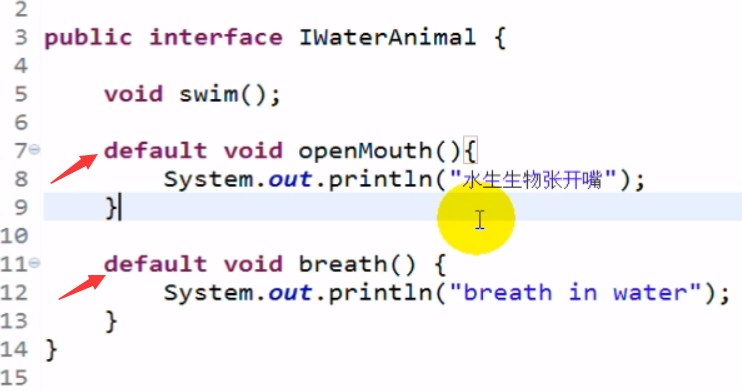 2
3 public interface IWaterAnimal {
4
5 void swim();
6
7 default void openMouth(){
8 System.out.println("水生生物张开嘴");
9 }
10
11 default void breath() {
12 System.out.println("breath in water");
13 }
14 }
15